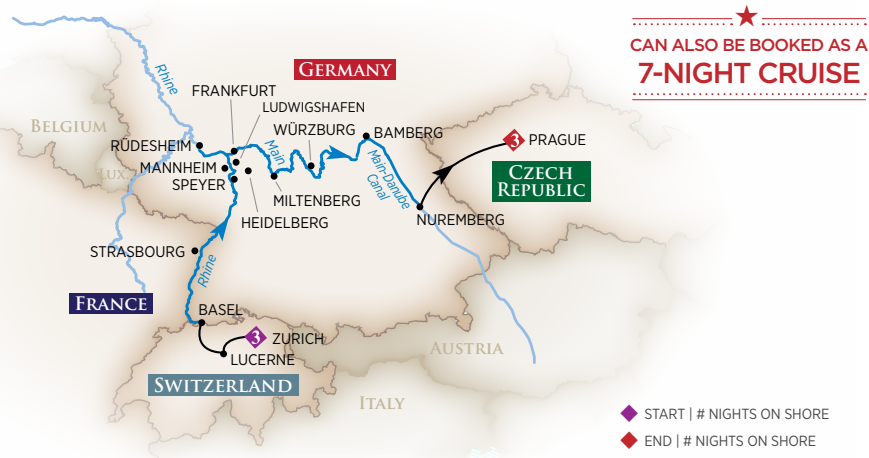 CAN ALSO BE BOOKED AS A
7-NIGHT CRUISE
GERMANY
Rhine
FRANKFURT
LUDWIGSHAFEN
BELGIUM
WÜRZBURG
BAMBERG
RÜDESHEIM
Main
3
PRAGUE
MANNHEIM
LUX.
SPEYER
Main-Danube
Canal
CZECH
REPUBLIC
MILTENBERG
HEIDELBERG
NUREMBERG
STRASBOURG
Rhine
FRANCE
BASEL
3
ZURICH
LUCERNE
AUSTRIA
SWITZERLAND
ITALY
START | # NIGHTS ON SHORE
END | # NIGHTS ON SHORE